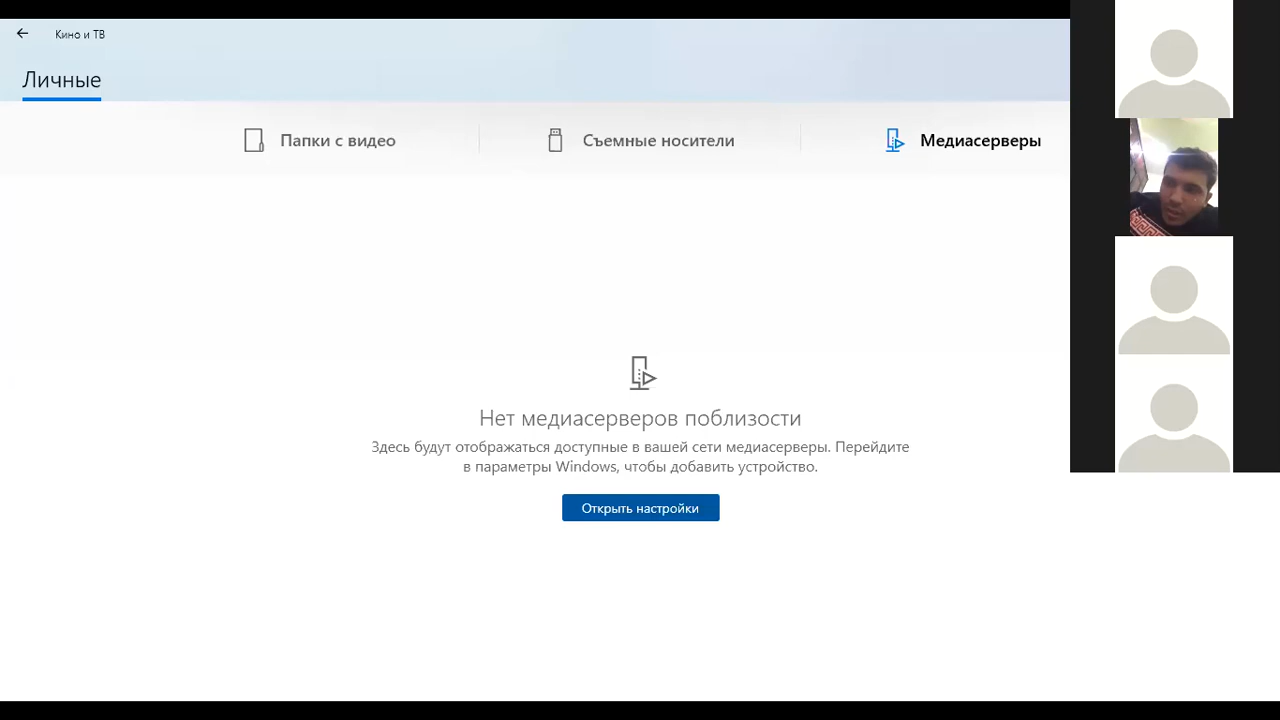 Кино и ТВ
Личные
Папки с видео
Съемные носители
Медиасерверы
Нет медиасерверов поблизости
Здесь будут отображаться доступные в вашей сети медиасерверы. Перейдите
в параметры Windows, чтобы добавить устройство.
Открыть настройки